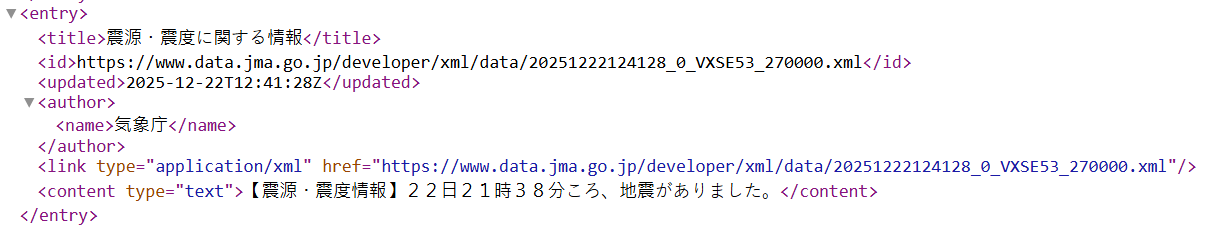 ▼<entry>
<title>震源・震度に関する情報</title>
<id>https://www.data.jma.go.jp/developer/xml/data/20251222124128_0_VXSE53_270000.xml</id>
<updated>2025-12-22T12:41:28Z</updated>
▼<author>
<name>気象庁</name>
</author>
<link type="application/xml" href="https://www.data.jma.go.jp/developer/xml/data/20251222124128_0_VXSE53_270000.xml"/>
<content type="text">【震源・震度情報】２２日２１時３８分ころ、地震がありました。</content>
</entry>